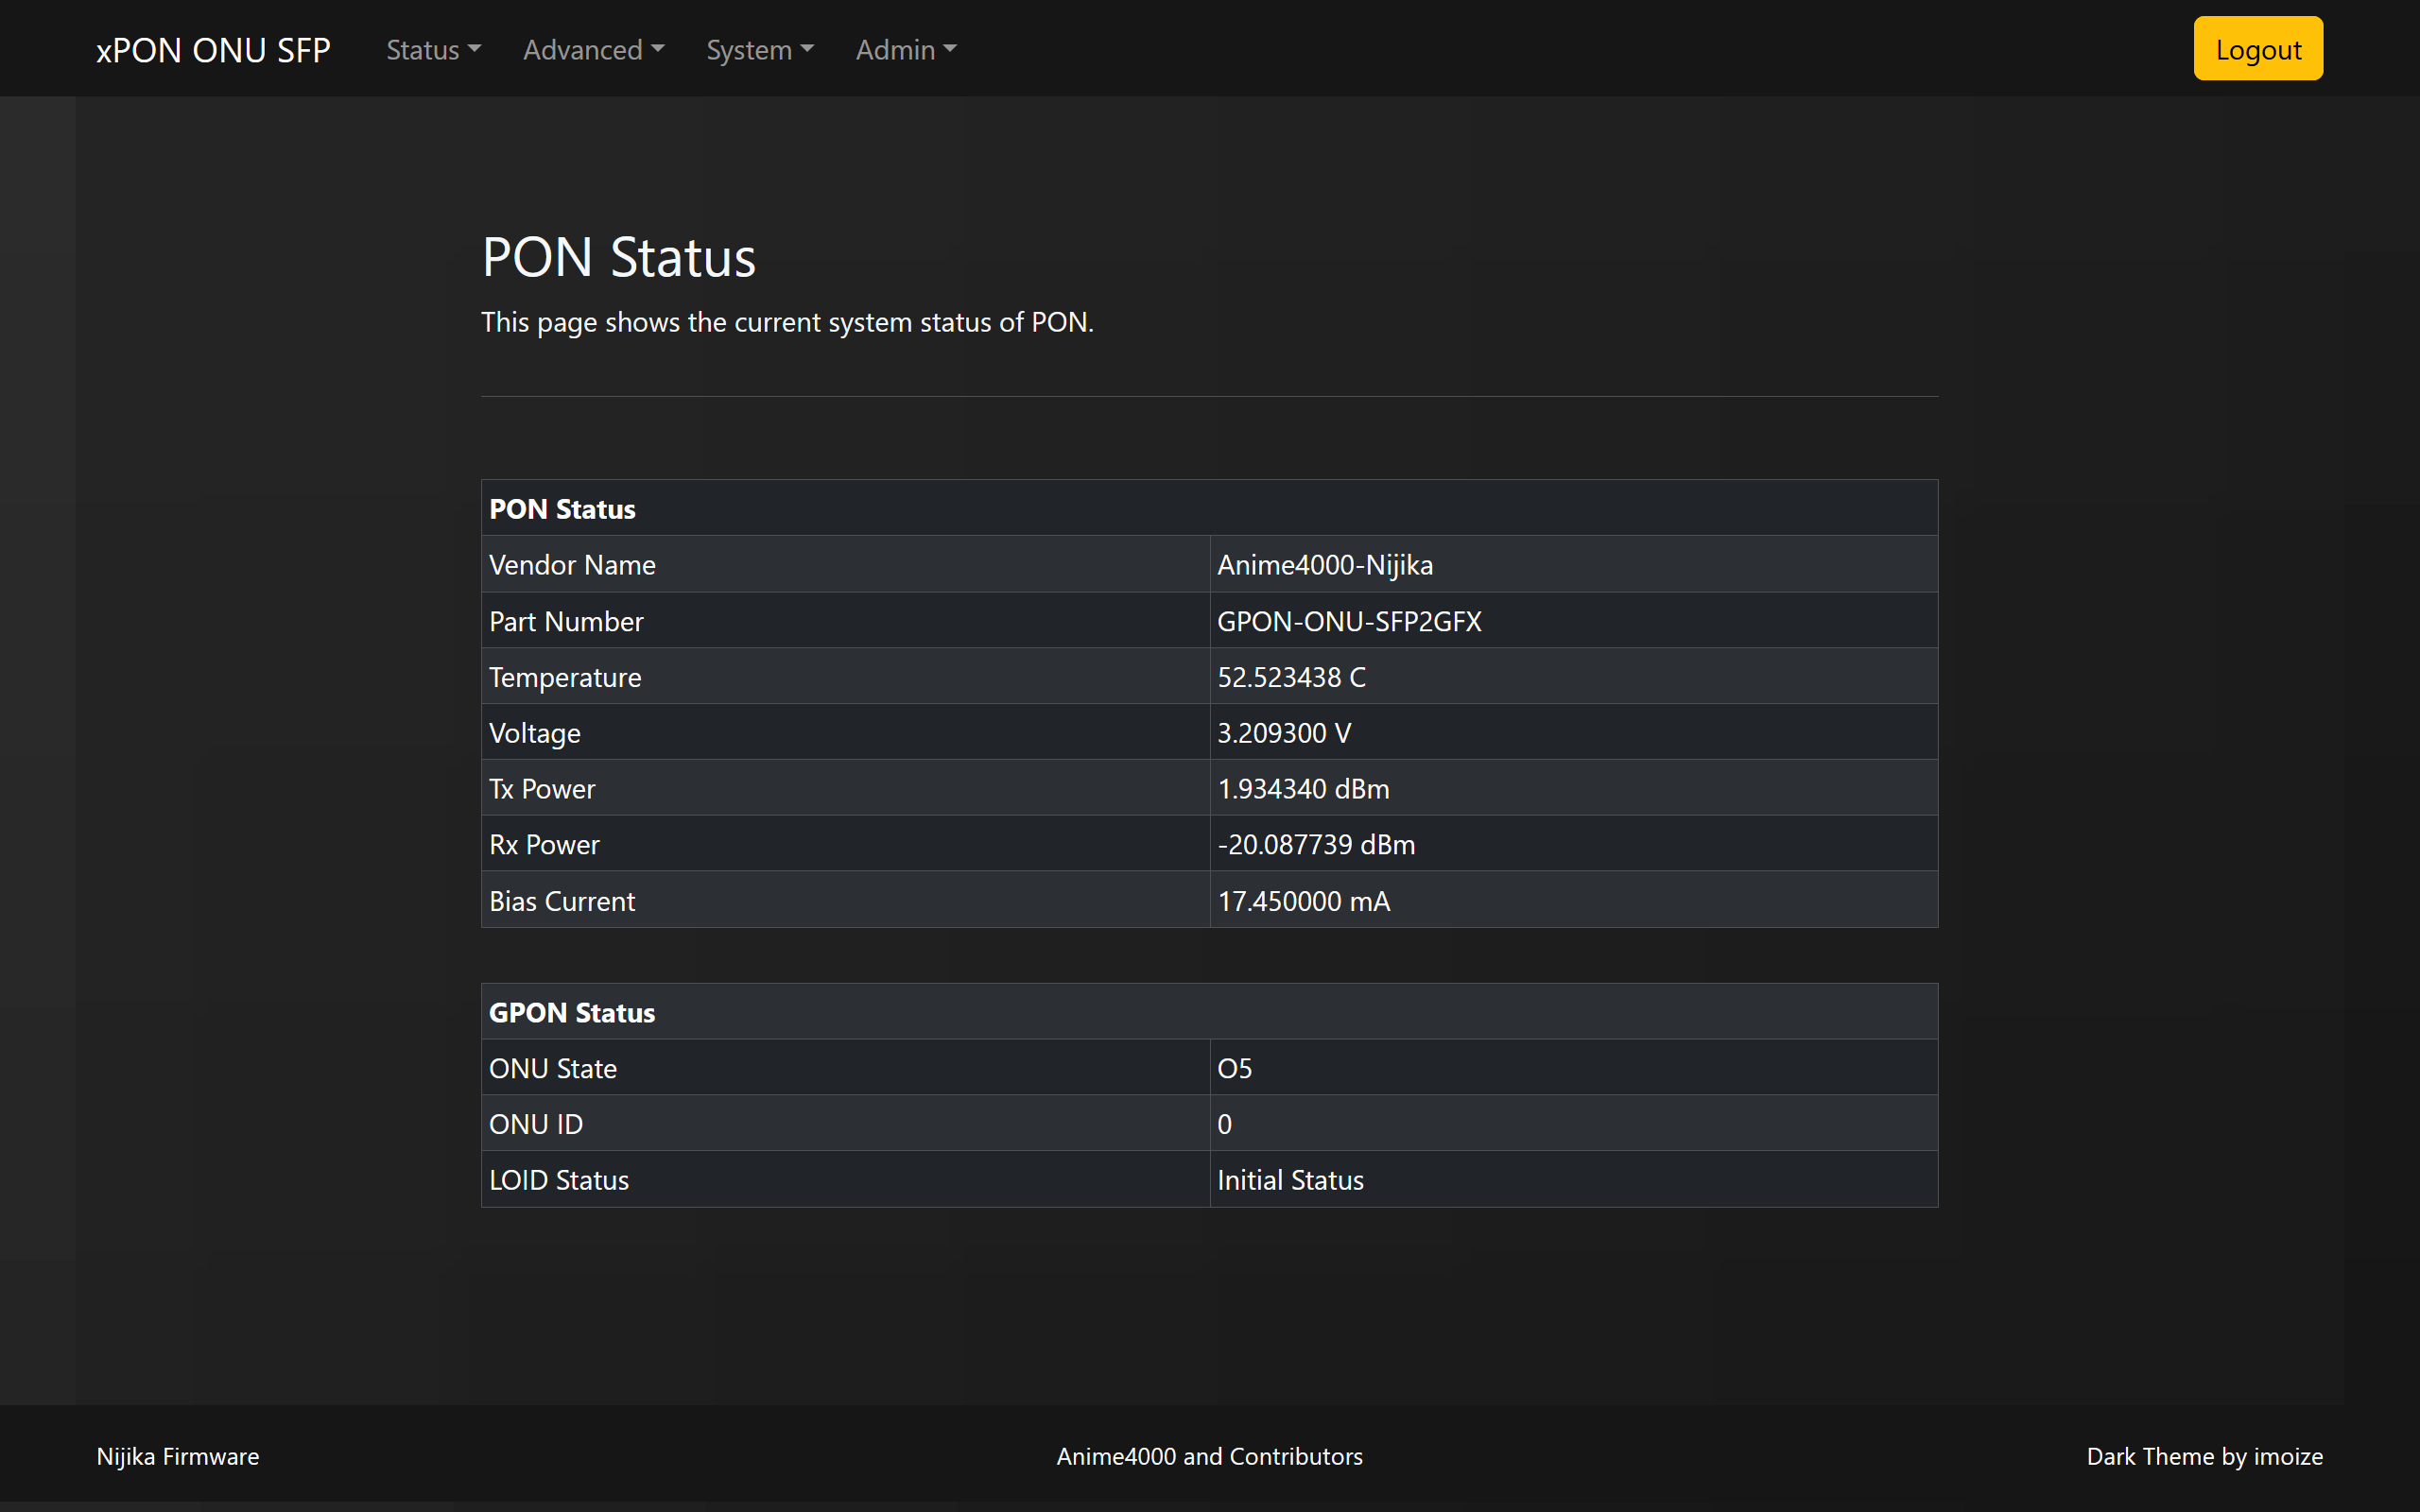 xPON ONU SFP Status Advanced System Admin Logout
PON Status
This page shows the current system status of PON.
PON Status
Vendor Name Anime4000-Nijika
Part Number GPON-ONU-SFP2GFX
Temperature 52.523438 C
Voltage 3.209300 V
Tx Power 1.934340 dBm
Rx Power -20.087739 dBm
Bias Current 17.450000 mA
GPON Status
ONU State O5
ONU ID 0
LOID Status Initial Status
Nijika Firmware Anime4000 and Contributors Dark Theme by imoize